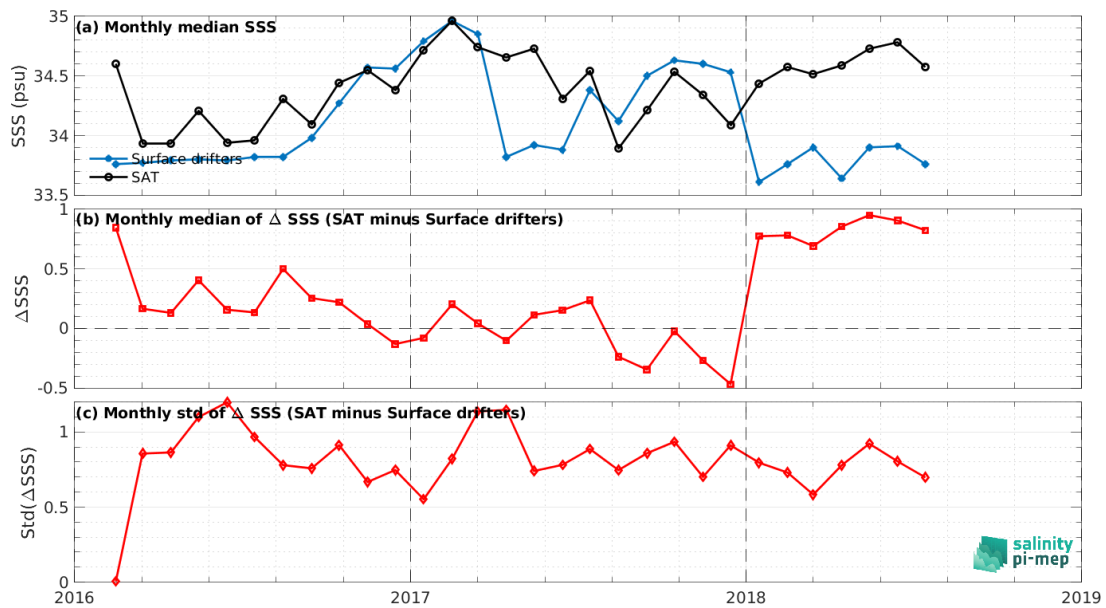 35
(a) Monthly median SSS
34.5
SSS (psu)
34
Surface drifters
SAT
33.5
1
(b) Monthly median of Δ SSS (SAT minus Surface drifters)
0.5
ΔSSS
0
-0.5
(c) Monthly std of Δ SSS (SAT minus Surface drifters)
1
Std(ΔSSS)
0.5
salinity
pi-mep
0
2016 2017 2018 2019